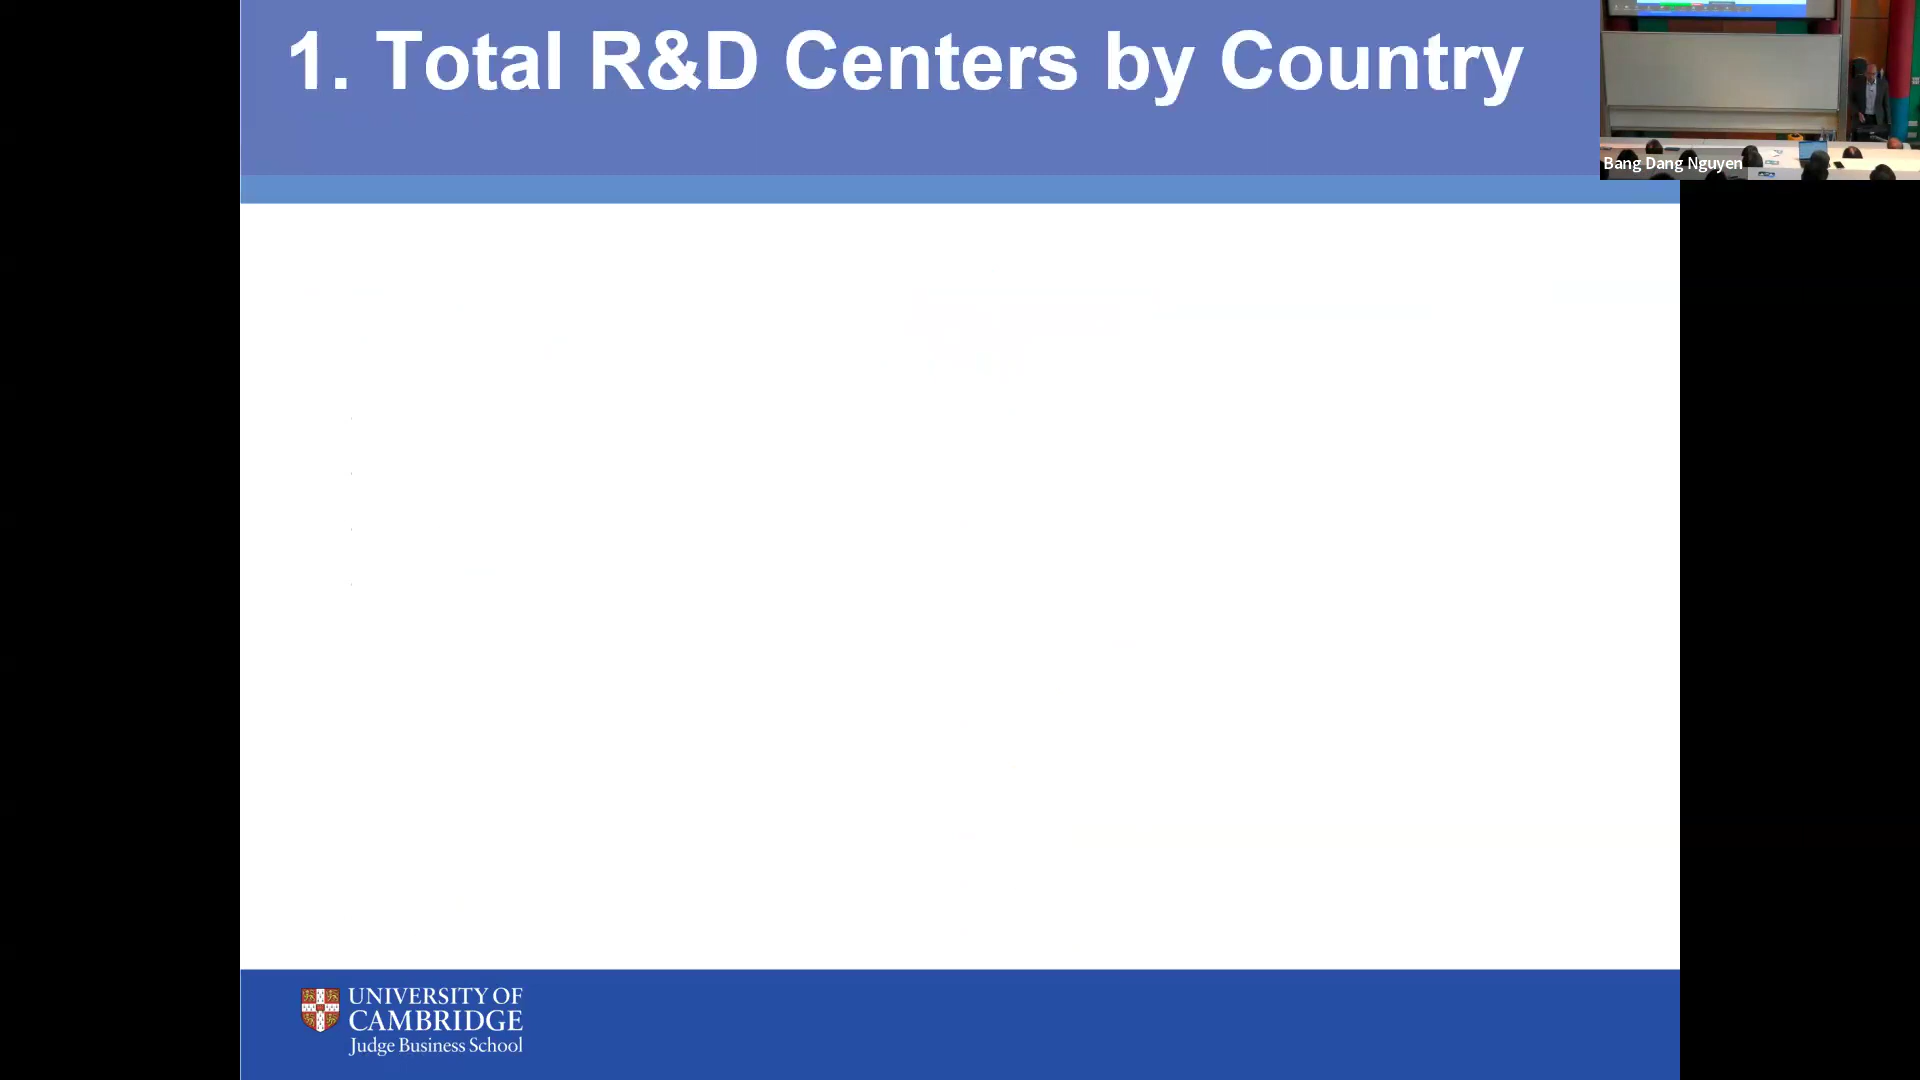 1. Total R&D Centers by Country
Bang Dang Nguyen
UNIVERSITY OF
CAMBRIDGE
Judge Business School